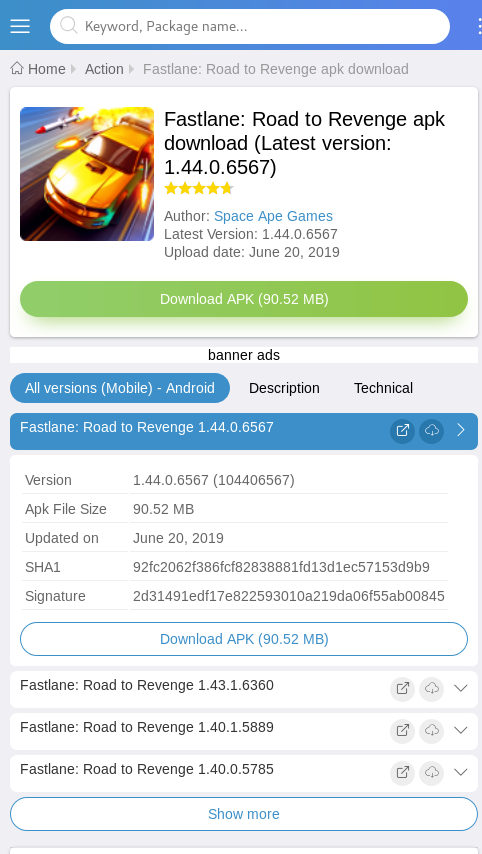 Keyword, Package name...
Home Action Fastlane: Road to Revenge apk download
Fastlane: Road to Revenge apk
download (Latest version:
1.44.0.6567)
Author: Space Ape Games
Latest Version: 1.44.0.6567
Upload date: June 20, 2019
Download APK (90.52 MB)
banner ads
All versions (Mobile) - Android Description Technical
Fastlane: Road to Revenge 1.44.0.6567
Version 1.44.0.6567 (104406567)
Apk File Size 90.52 MB
Updated on June 20, 2019
SHA1 92fc2062f386fcf82838881fd13d1ec57153d9b9
Signature 2d31491edf17e822593010a219da06f55ab00845
Download APK (90.52 MB)
Fastlane: Road to Revenge 1.43.1.6360
Fastlane: Road to Revenge 1.40.1.5889
Fastlane: Road to Revenge 1.40.0.5785
Show more